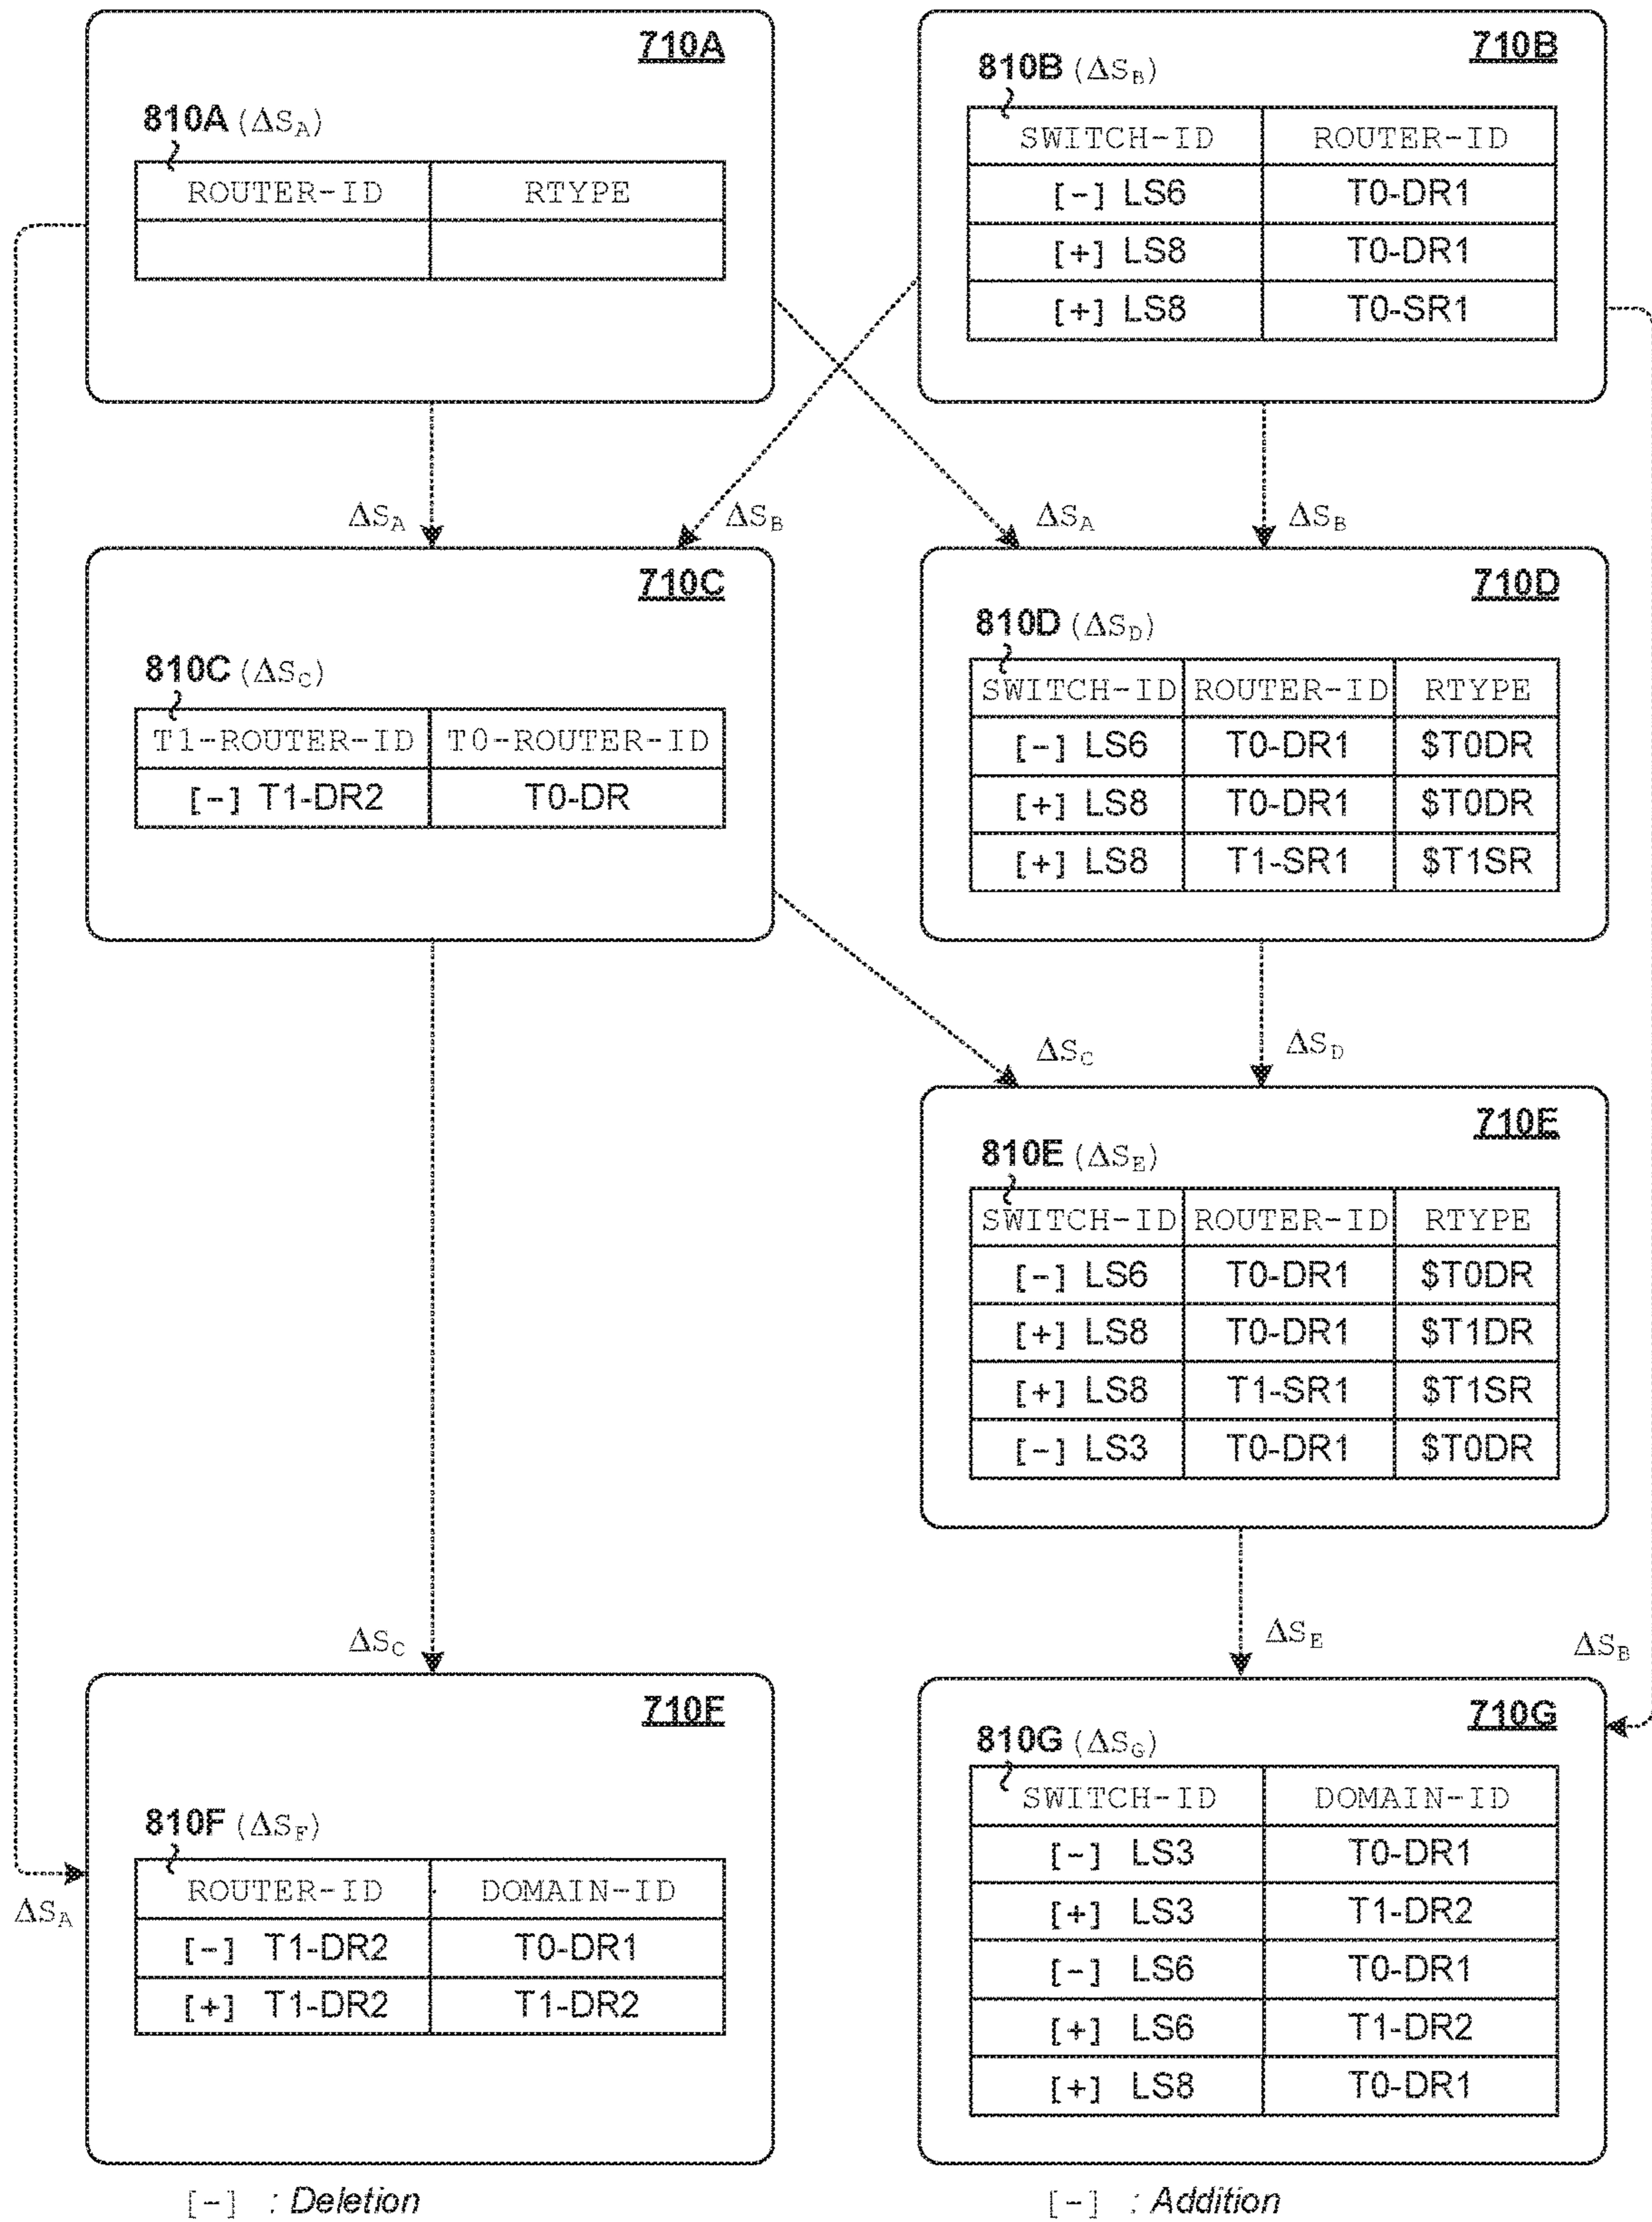 710A
810A (ΔSA)
ROUTER-ID RTYPE
710B
810B (ΔSB)
SWITCH-ID ROUTER-ID
[-] LS6 T0-DR1
[+] LS8 T0-DR1
[+] LS8 T0-SR1
ΔSA ΔSB ΔSA ΔSB
710C
810C (ΔSC)
T1-ROUTER-ID T0-ROUTER-ID
[-] T1-DR2 T0-DR
710D
810D (ΔSD)
SWITCH-ID ROUTER-ID RTYPE
[-] LS6 T0-DR1 $T0DR
[+] LS8 T0-DR1 $T0DR
[+] LS8 T1-SR1 $T1SR
ΔSC ΔSD
710E
810E (ΔSE)
SWITCH-ID ROUTER-ID RTYPE
[-] LS6 T0-DR1 $T0DR
[+] LS8 T0-DR1 $T1DR
[+] LS8 T1-SR1 $T1SR
[-] LS3 T0-DR1 $T0DR
ΔSC ΔSE ΔSB
710F
810F (ΔSF)
ROUTER-ID DOMAIN-ID
[-] T1-DR2 T0-DR1
[+] T1-DR2 T1-DR2
ΔSA
710G
810G (ΔSG)
SWITCH-ID DOMAIN-ID
[-] LS3 T0-DR1
[+] LS3 T1-DR2
[-] LS6 T0-DR1
[+] LS6 T1-DR2
[+] LS8 T0-DR1
[-] : Deletion [-] : Addition